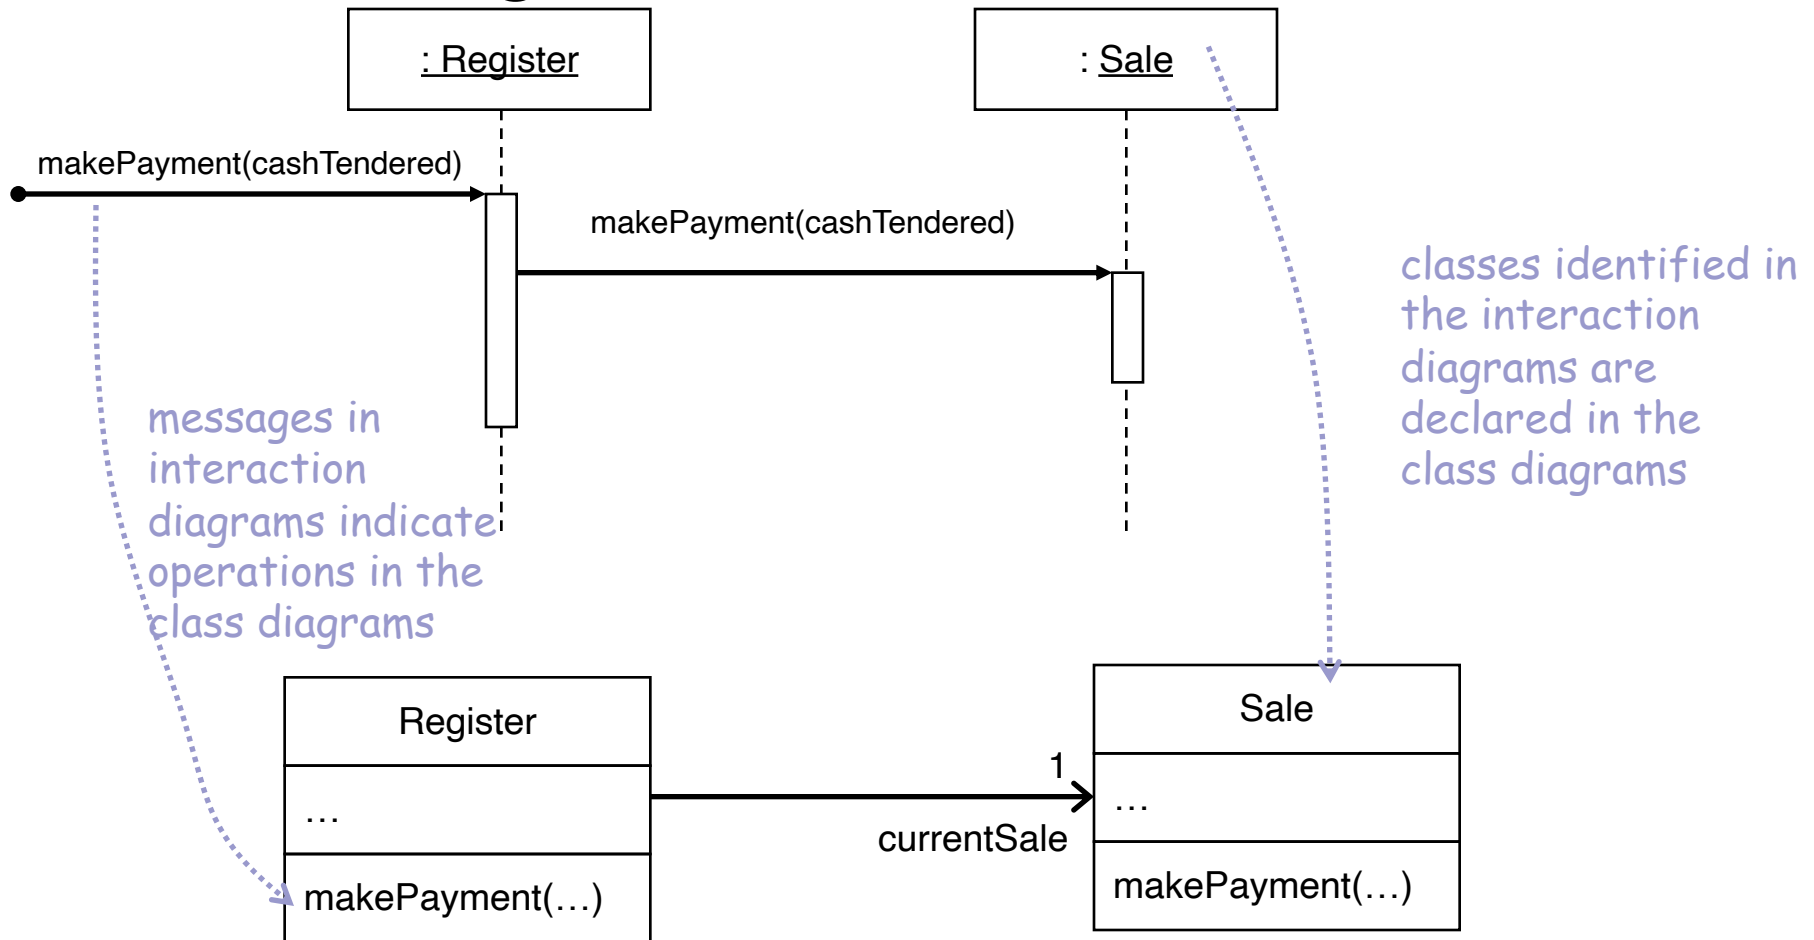 : Register
: Sale
makePayment(cashTendered)
makePayment(cashTendered)
classes identified in
the interaction
diagrams are
declared in the
class diagrams
messages in
interaction
diagrams indicate
operations in the
class diagrams
Register
Sale
…
1
currentSale
…
makePayment(…)
makePayment(…)